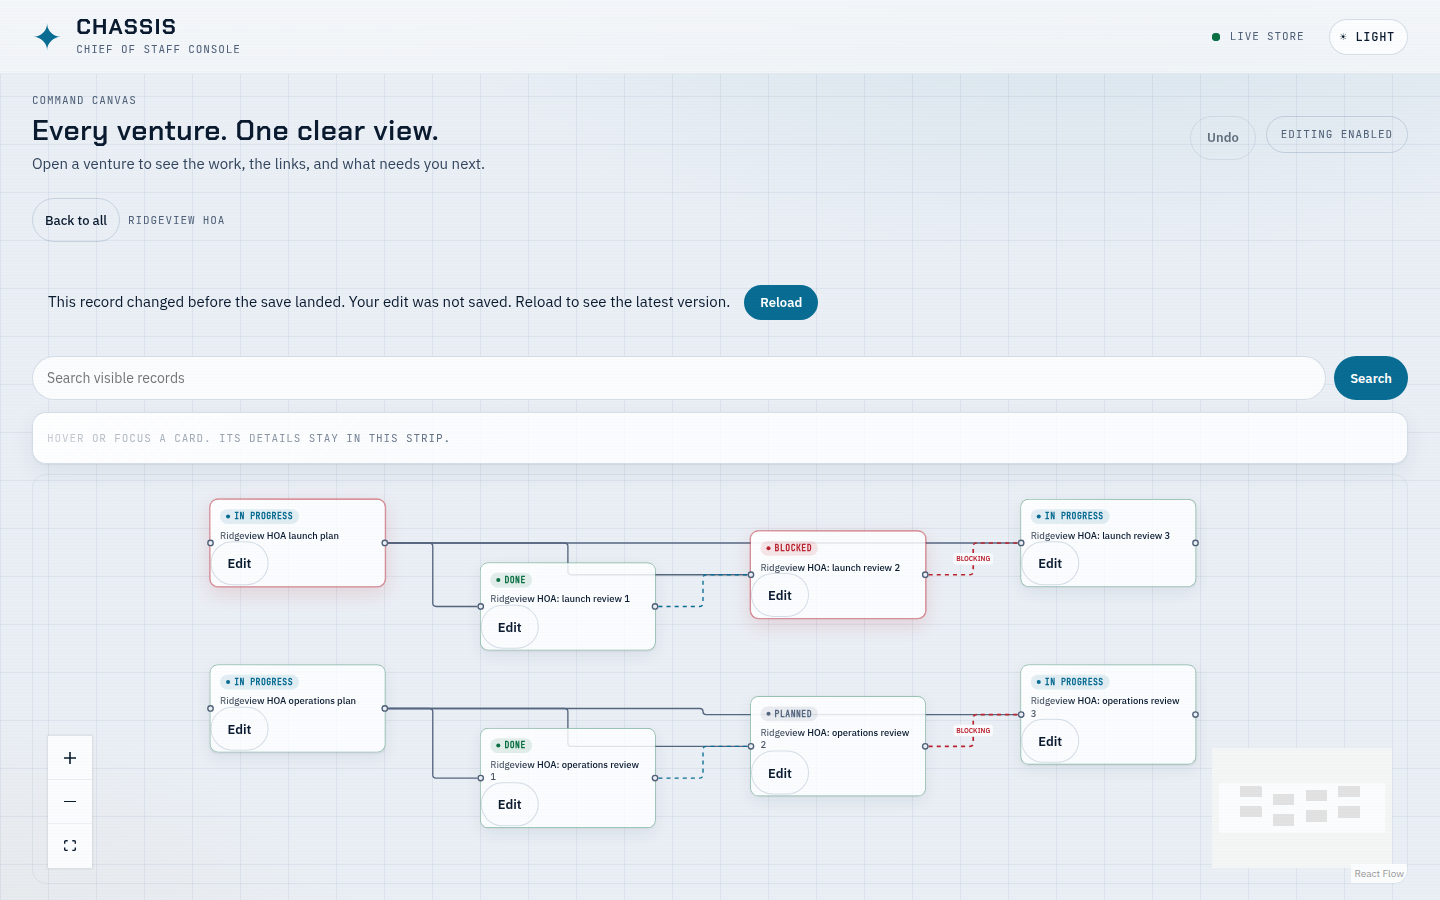 CHASSIS
CHIEF OF STAFF CONSOLE
LIVE STORE
LIGHT
COMMAND CANVAS
Every venture. One clear view.
Open a venture to see the work, the links, and what needs you next.
Undo
EDITING ENABLED
Back to all
RIDGEVIEW HOA
This record changed before the save landed. Your edit was not saved. Reload to see the latest version.
Reload
Search visible records
Search
HOVER OR FOCUS A CARD. ITS DETAILS STAY IN THIS STRIP.
IN PROGRESS
Ridgeview HOA launch plan
Edit
DONE
Ridgeview HOA: launch review 1
Edit
BLOCKED
Ridgeview HOA: launch review 2
Edit
BLOCKING
IN PROGRESS
Ridgeview HOA: launch review 3
Edit
IN PROGRESS
Ridgeview HOA operations plan
Edit
DONE
Ridgeview HOA: operations review
1
Edit
PLANNED
Ridgeview HOA: operations review
2
Edit
BLOCKING
IN PROGRESS
Ridgeview HOA: operations review
3
Edit
React Flow